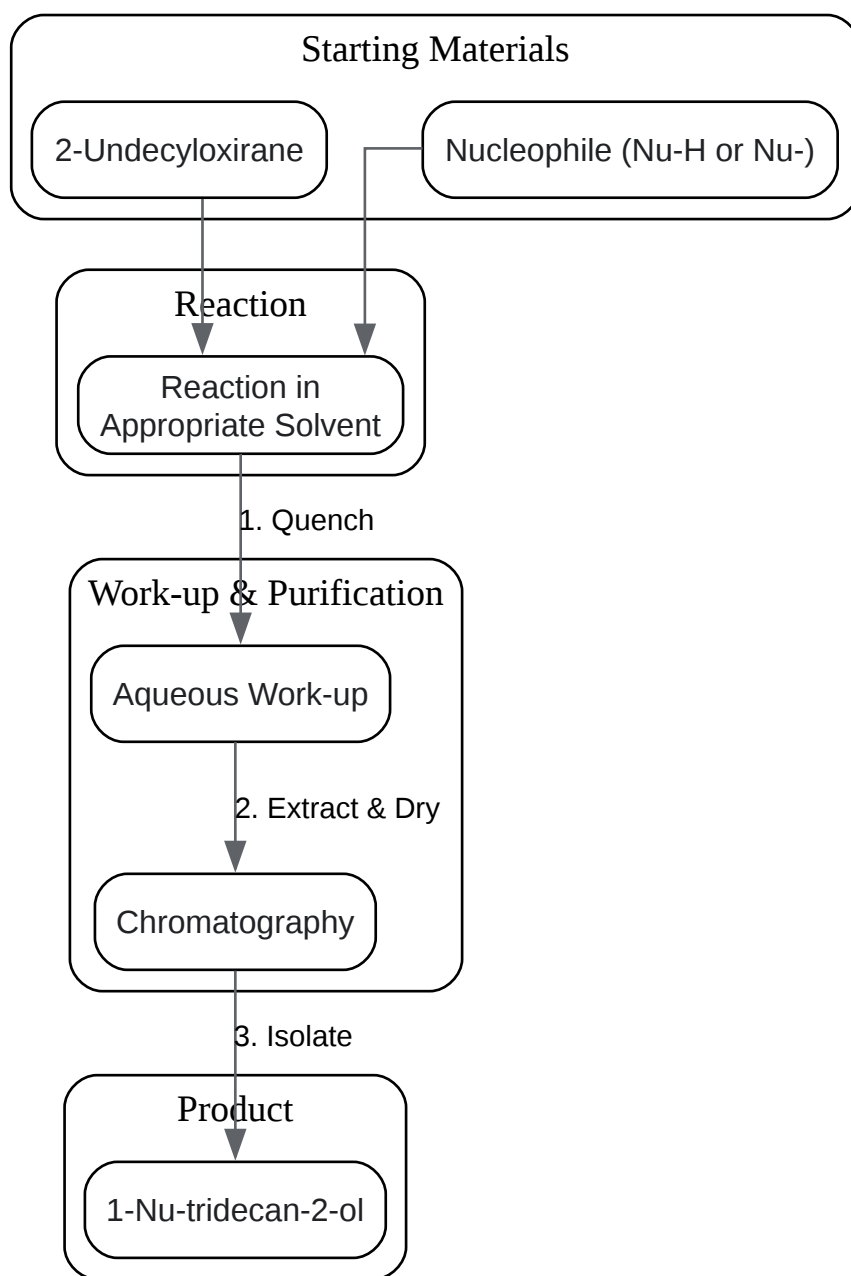 Starting Materials
2-Undecyloxirane
Nucleophile (Nu-H or Nu-)
Reaction
Reaction in
Appropriate Solvent
1. Quench
Work-up & Purification
Aqueous Work-up
2. Extract & Dry
Chromatography
3. Isolate
Product
1-Nu-tridecan-2-ol